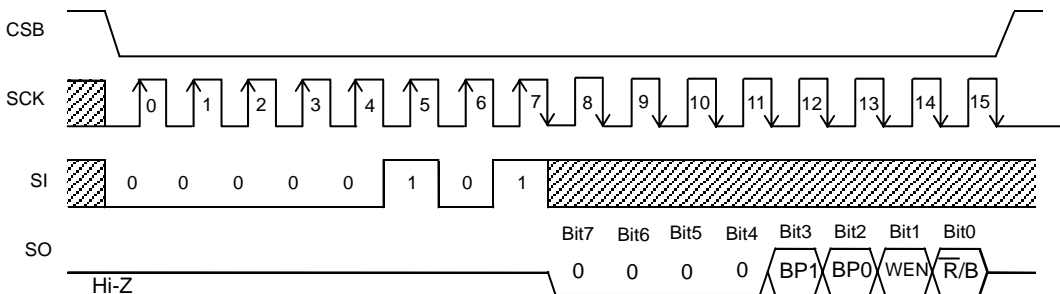 CSB
SCK 0 1 2 3 4 5 6 7 8 9 10 11 12 13 14 15
SI 0 0 0 0 0 1 0 1
Bit7 Bit6 Bit5 Bit4 Bit3 Bit2 Bit1 Bit0
SO 0 0 0 0 BP1 BP0 WEN R̅/B
Hi-Z